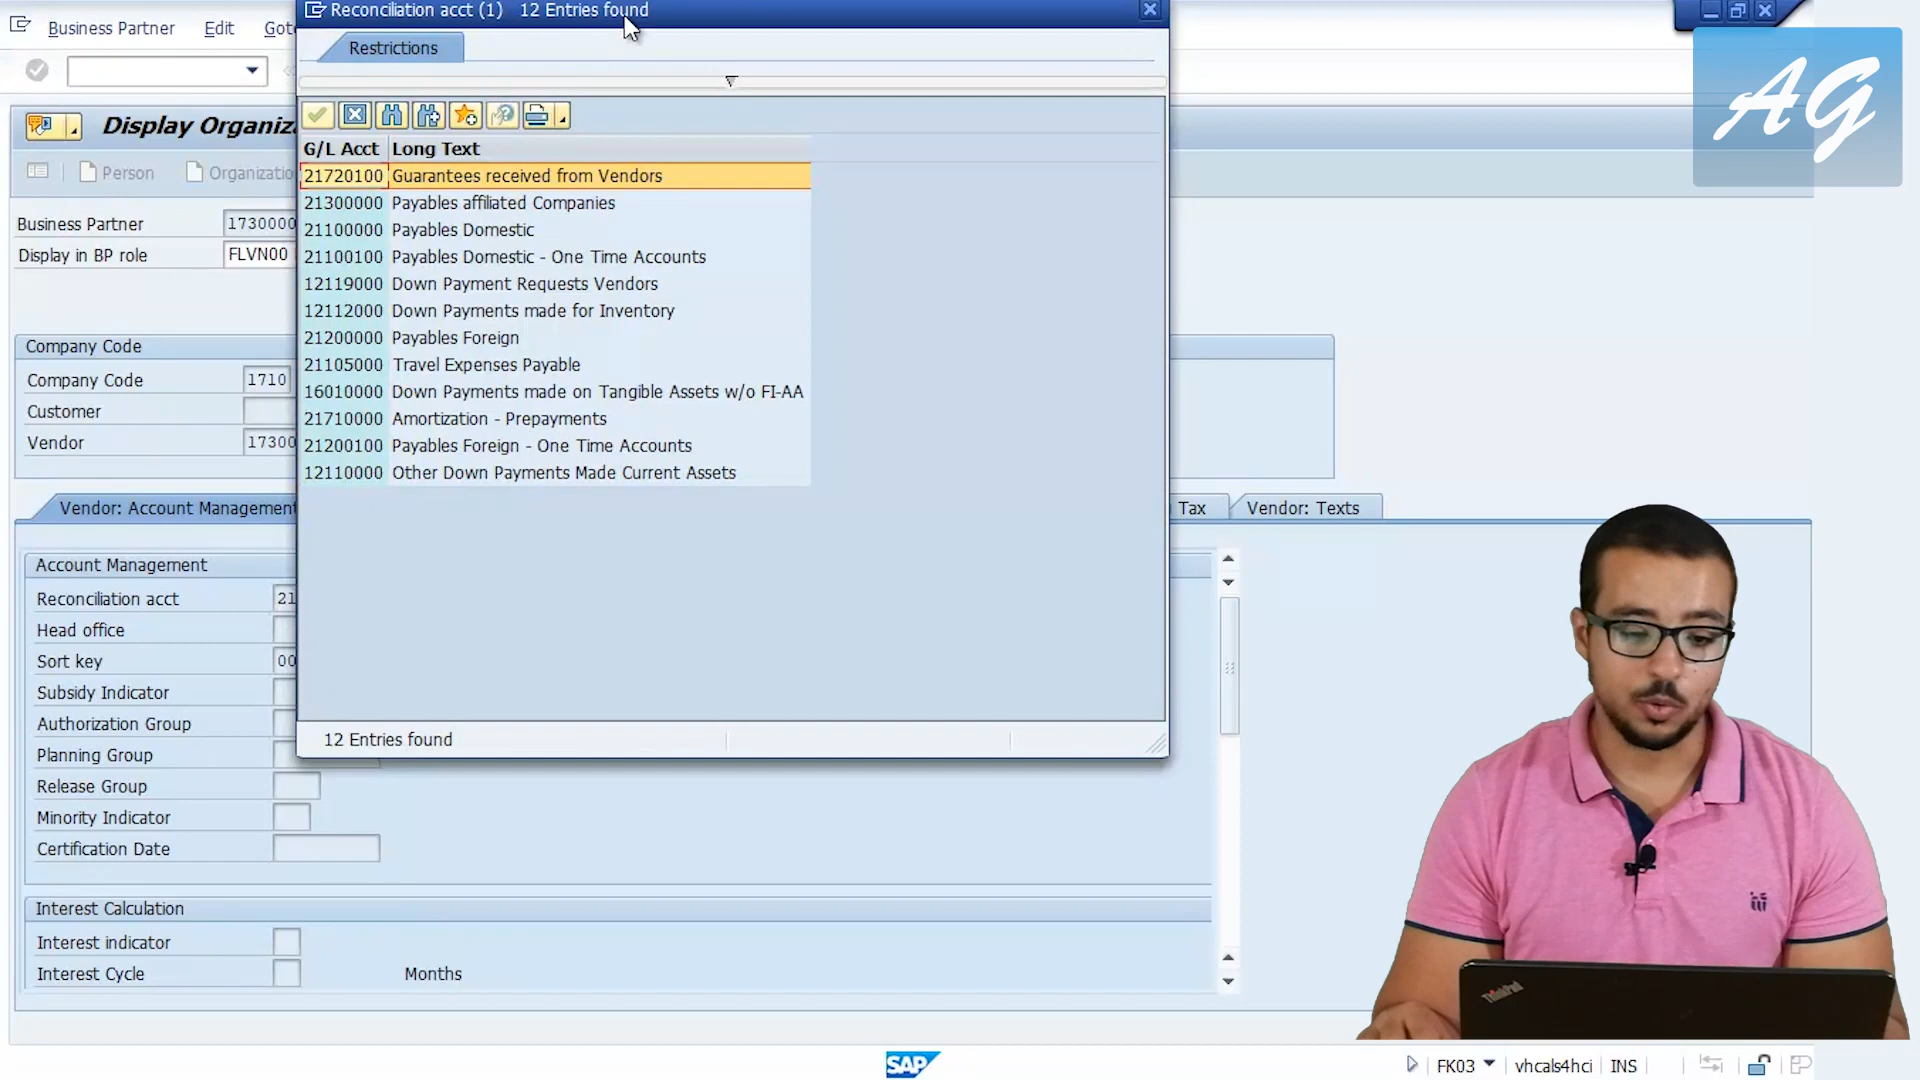 Reconciliation acct (1) 12 Entries found
Business Partner Edit Got
Restrictions
AG
Display Organiz
Person Organizatio
G/L Acct Long Text
21720100 Guarantees received from Vendors
21300000 Payables affiliated Companies
21100000 Payables Domestic
21100100 Payables Domestic - One Time Accounts
12119000 Down Payment Requests Vendors
12112000 Down Payments made for Inventory
21200000 Payables Foreign
21105000 Travel Expenses Payable
16010000 Down Payments made on Tangible Assets w/o FI-AA
21710000 Amortization - Prepayments
21200100 Payables Foreign - One Time Accounts
12110000 Other Down Payments Made Current Assets
12 Entries found
Business Partner 1730000
Display in BP role FLVN00
Company Code
Company Code 1710
Customer
Vendor 17300
Vendor: Account Management Tax Vendor: Texts
Account Management
Reconciliation acct 21
Head office
Sort key 00
Subsidy Indicator
Authorization Group
Planning Group
Release Group
Minority Indicator
Certification Date
Interest Calculation
Interest indicator
Interest Cycle Months
ThinkPad
SAP FK03 vhcals4hci INS